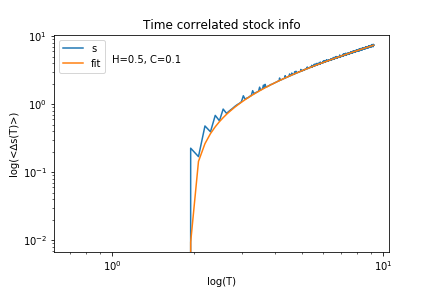 Time correlated stock info
s
fit
H=0.5, C=0.1
log(<Δs(T)>)
10¹
10⁰
10⁻¹
10⁻²
10⁰ 10¹
log(T)